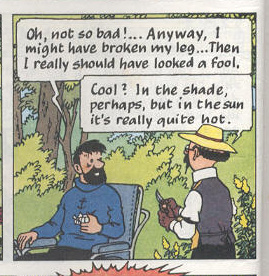 Oh, not so bad!... Anyway, I
might have broken my leg...Then
I really should have looked a fool.
Cool? In the shade,
perhaps, but in the sun
it's really quite hot.